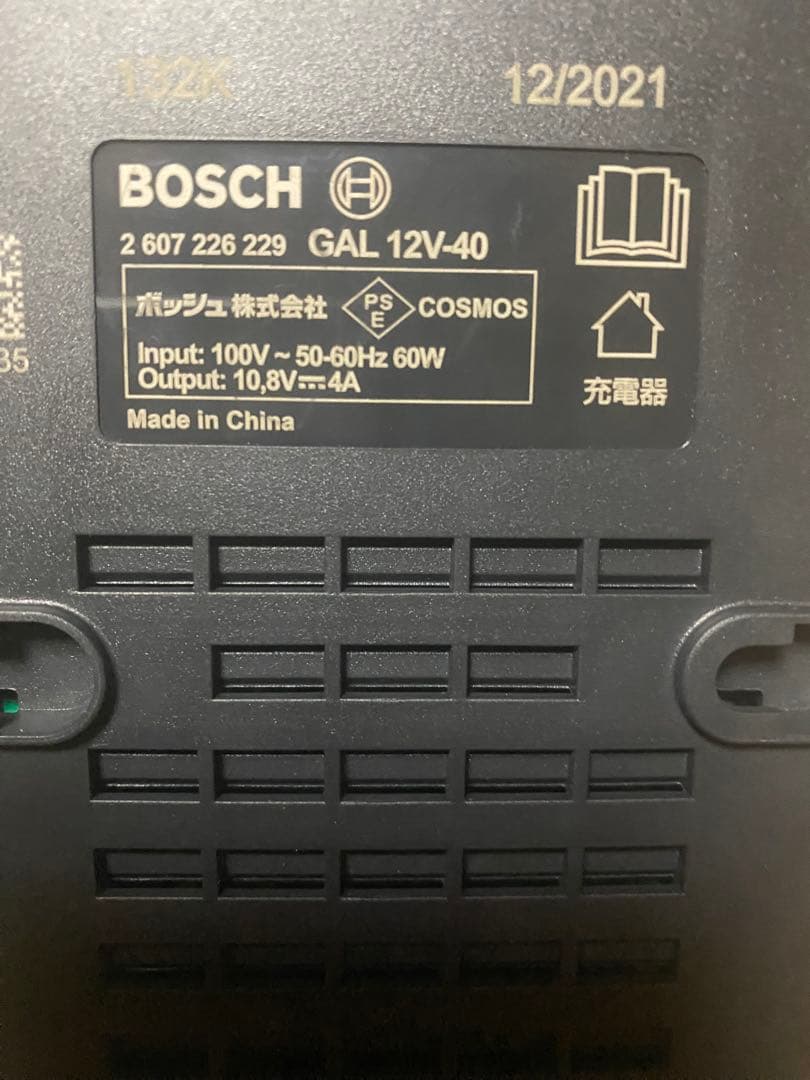 132K 12/2021
BOSCH
2 607 226 229 GAL 12V-40
ボッシュ株式会社 PS E COSMOS
Input: 100V ~ 50-60Hz 60W
Output: 10,8V⎓4A
Made in China
充電器
35